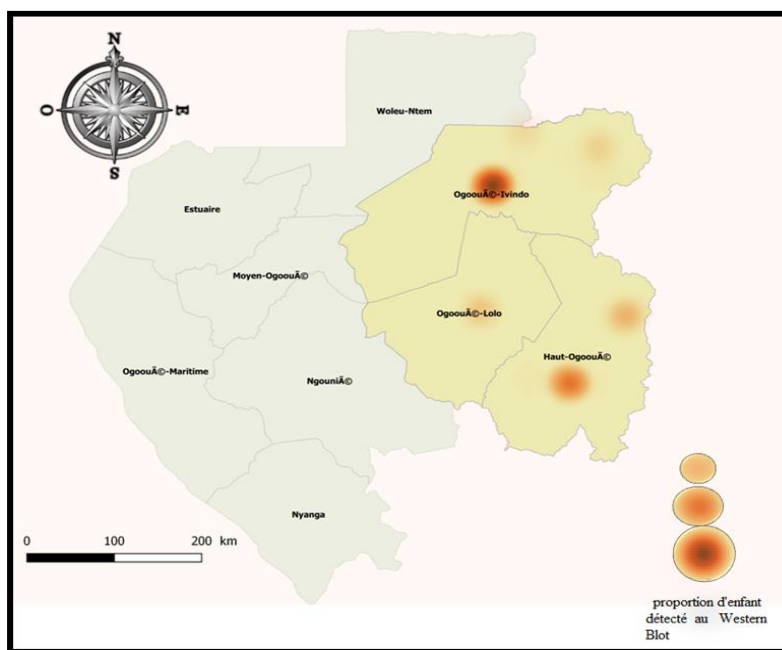 N
O
E
S
Woleu-Ntem
OgoouÃ©-Ivindo
Estuaire
Moyen-OgoouÃ©
OgoouÃ©-Lolo
Haut-OgoouÃ©
OgoouÃ©-Maritime
NgouniÃ©
Nyanga
0 100 200 km
proportion d'enfant
détecté au Western
Blot